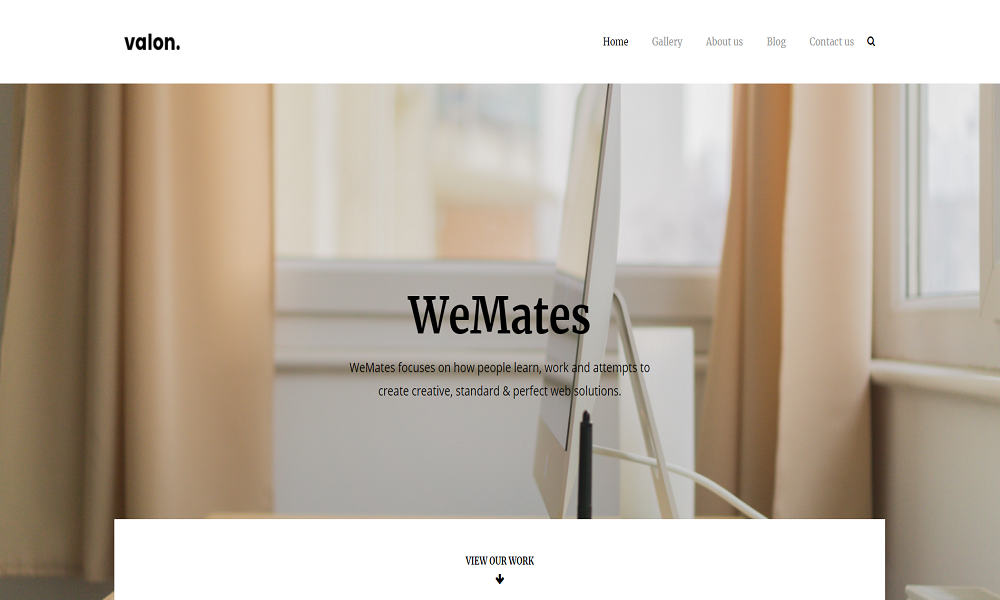 valon.
Home Gallery About us Blog Contact us
WeMates
WeMates focuses on how people learn, work and attempts to
create creative, standard & perfect web solutions.
VIEW OUR WORK